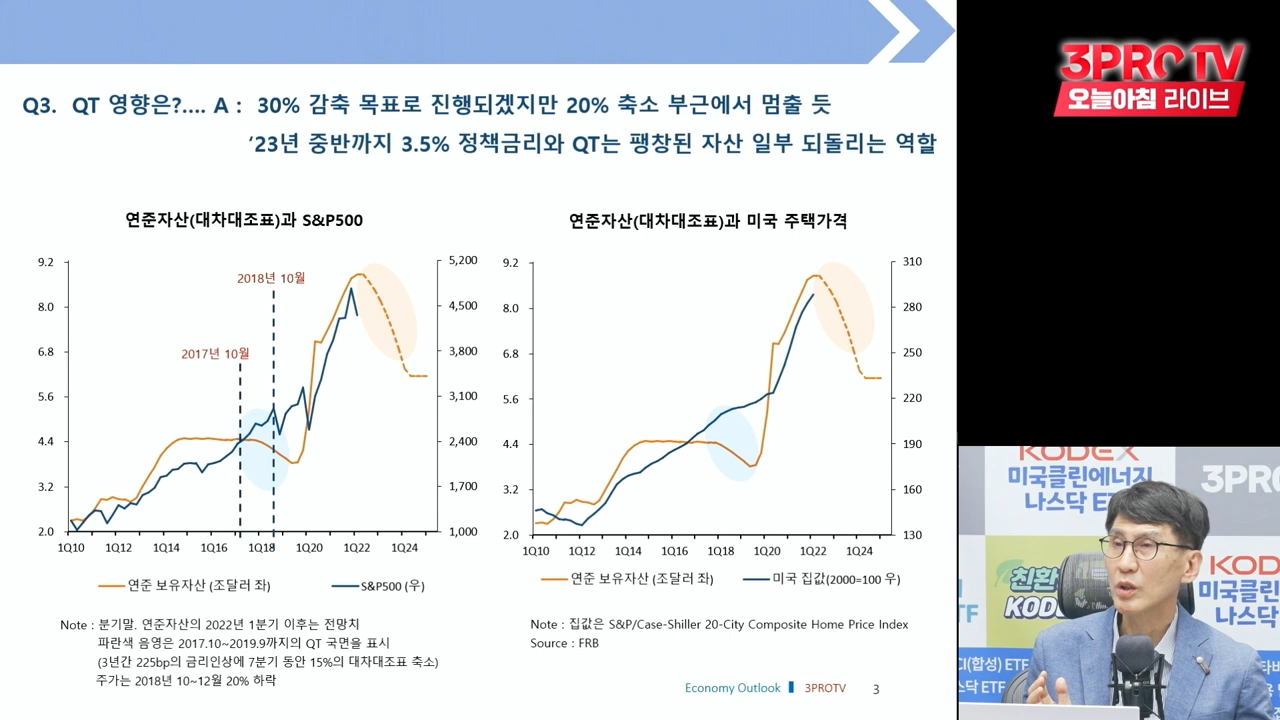 Q3. QT 영향은?.... A : 30% 감축 목표로 진행되겠지만 20% 축소 부근에서 멈출 듯
‘23년 중반까지 3.5% 정책금리와 QT는 팽창된 자산 일부 되돌리는 역할
연준자산(대차대조표)과 S&P500
9.2
8.0
6.8
5.6
4.4
3.2
2.0
5,200
4,500
3,800
3,100
2,400
1,700
1,000
2018년 10월
2017년 10월
1Q10 1Q12 1Q14 1Q16 1Q18 1Q20 1Q22 1Q24
연준 보유자산 (조달러 좌) S&P500 (우)
Note : 분기말. 연준자산의 2022년 1분기 이후는 전망치
파란색 음영은 2017.10~2019.9까지의 QT 국면을 표시
(3년간 225bp의 금리인상에 7분기 동안 15%의 대차대조표 축소)
주가는 2018년 10~12월 20% 하락
연준자산(대차대조표)과 미국 주택가격
9.2
8.0
6.8
5.6
4.4
3.2
2.0
310
280
250
220
190
160
130
1Q10 1Q12 1Q14 1Q16 1Q18 1Q20 1Q22 1Q24
연준 보유자산 (조달러 좌) 미국 집값(2000=100 우)
Note : 집값은 S&P/Case-Shiller 20-City Composite Home Price Index
Source : FRB
Economy Outlook 3PROTV 3
3PRO TV
오늘아침 라이브
KODEX
미국클린에너지
나스닥 ETF
3PRO
친환
KOD
KOD
미국클린
나스닥
TF
CI(합성) ETF
스닥 ETF